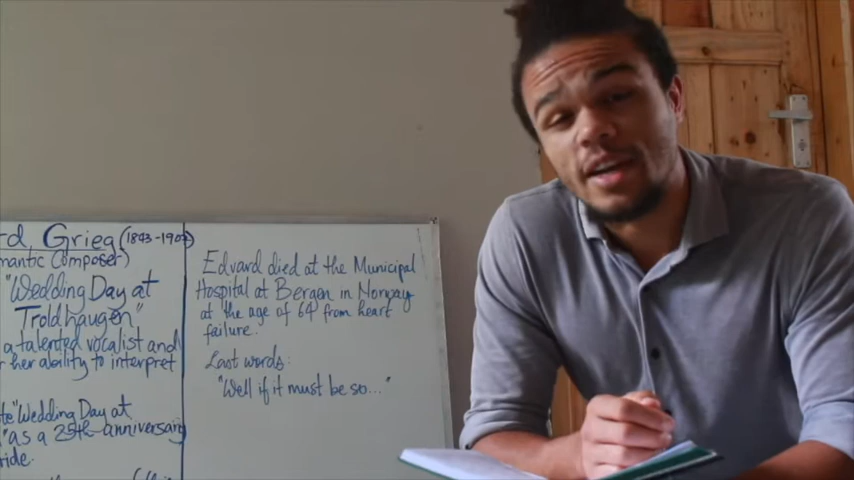 rd, Grieg (1843-1907)
mantic Composer)
"Wedding Day at
Troldhaugen"
a talented vocalist and
her ability to interpret
"Wedding Day at
as a 25th anniversary
ride.
Edvard died at the Municipal
Hospital at Bergen in Norway
at the age of 64 from heart
failure.
Last words:
"Well if it must be so..."